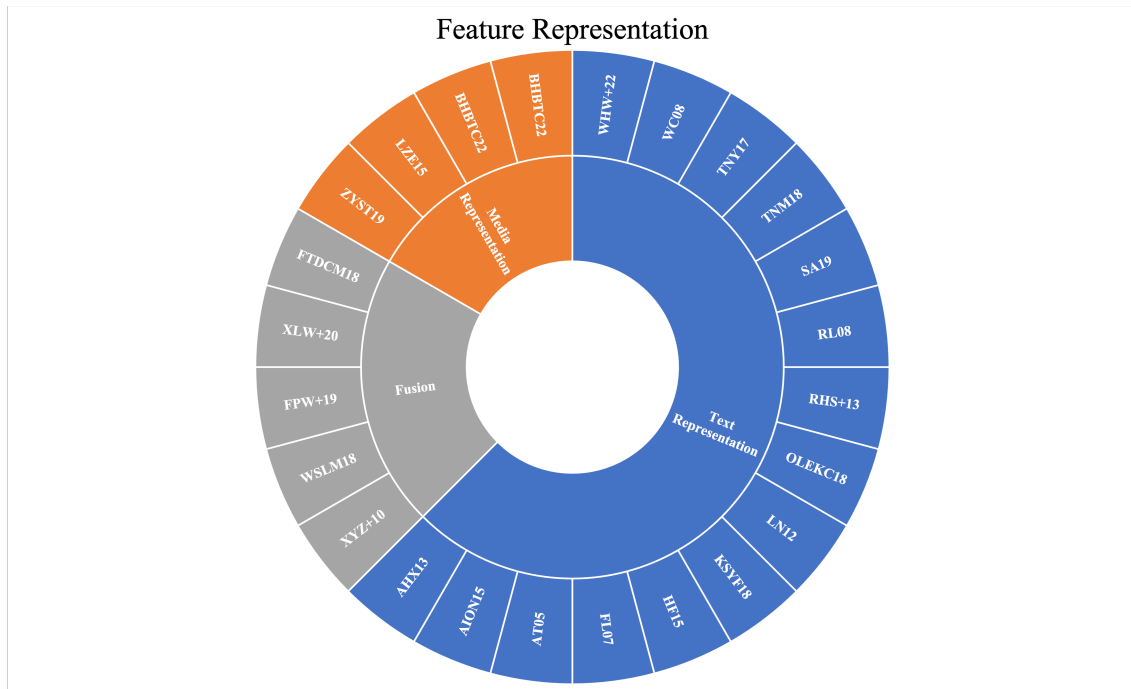 Feature Representation
WHW+22
WC08
TNY17
TNM18
SA19
RL08
RHS+13
OLEKC18
LN12
KSYF18
HF15
FL07
AT05
AION15
AHX13
XYZ+10
WSLM18
FPW+19
XLW+20
FTDCM18
ZYST19
LZE15
BHBTC22
BHBTC22
Text
Representation
Fusion
Media
Representation